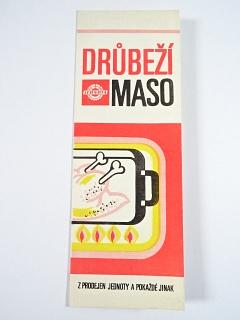 DRŮBEŽÍ
MASO
Z PRODEJEN JEDNOTY A POKAŽDÉ JINAK